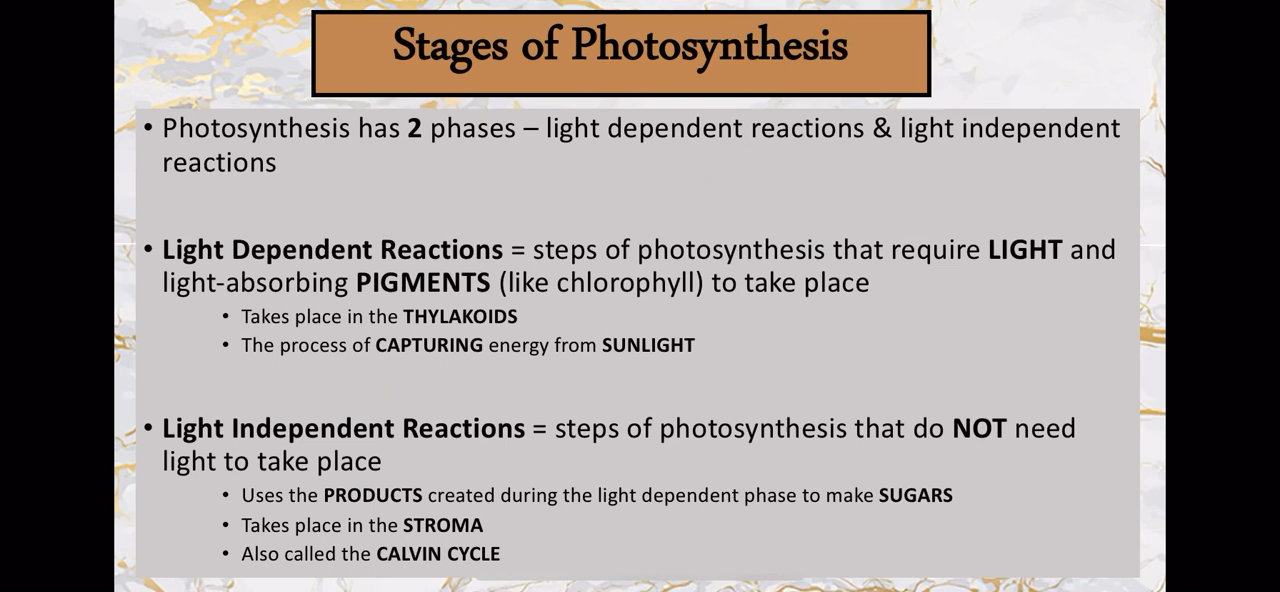 Stages of Photosynthesis
• Photosynthesis has 2 phases – light dependent reactions & light independent
reactions
• Light Dependent Reactions = steps of photosynthesis that require LIGHT and
light-absorbing PIGMENTS (like chlorophyll) to take place
• Takes place in the THYLAKOIDS
• The process of CAPTURING energy from SUNLIGHT
• Light Independent Reactions = steps of photosynthesis that do NOT need
light to take place
• Uses the PRODUCTS created during the light dependent phase to make SUGARS
• Takes place in the STROMA
• Also called the CALVIN CYCLE